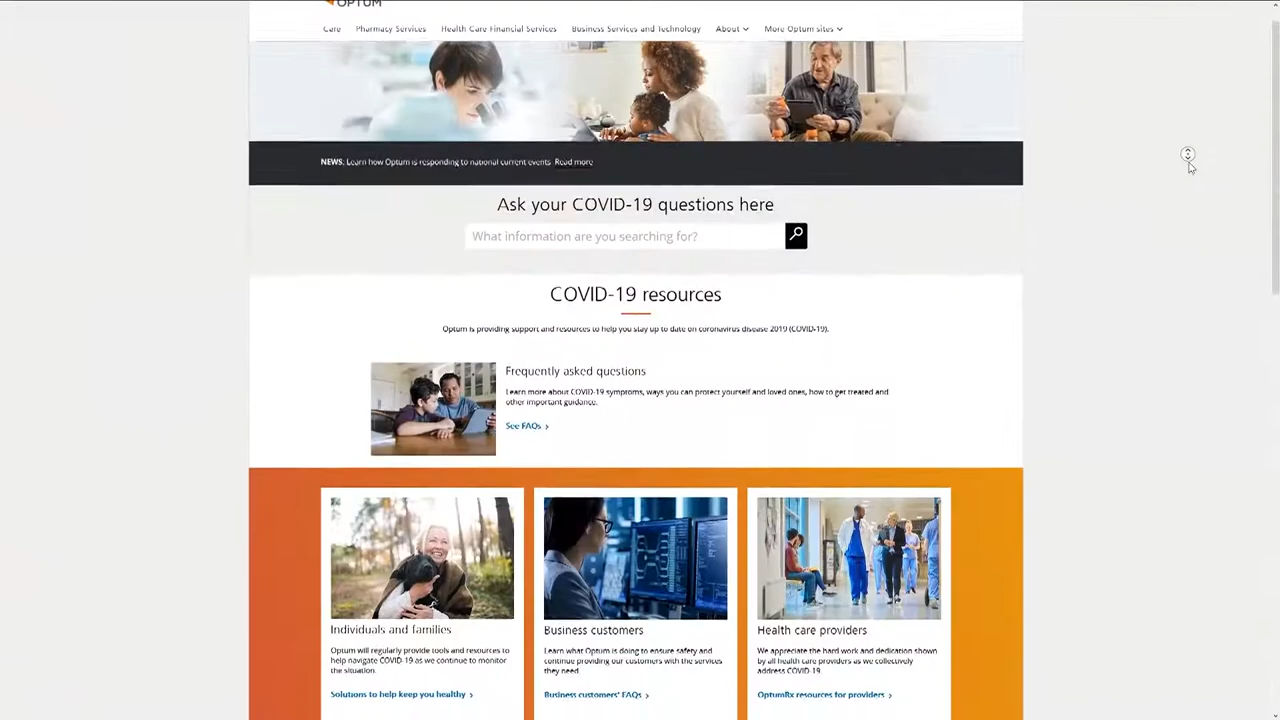 OPTUM
Care Pharmacy Services Health Care Financial Services Business Services and Technology About More Optum sites
NEWS: Learn how Optum is responding to national current events Read more
Ask your COVID-19 questions here
What information are you searching for?
COVID-19 resources
Optum is providing support and resources to help you stay up to date on coronavirus disease 2019 (COVID-19).
Frequently asked questions
Learn more about COVID-19 symptoms, ways you can protect yourself and loved ones, how to get treated and
other important guidance.
See FAQs
Individuals and families
Optum will regularly provide tools and resources to
help navigate COVID-19 as we continue to monitor
the situation.
Solutions to help keep you healthy
Business customers
Learn what Optum is doing to ensure safety and
continue providing our customers with the services
they need.
Business customers' FAQs
Health care providers
We appreciate the hard work and dedication shown
by all health care providers as we collectively
address COVID-19.
OptumRx resources for providers